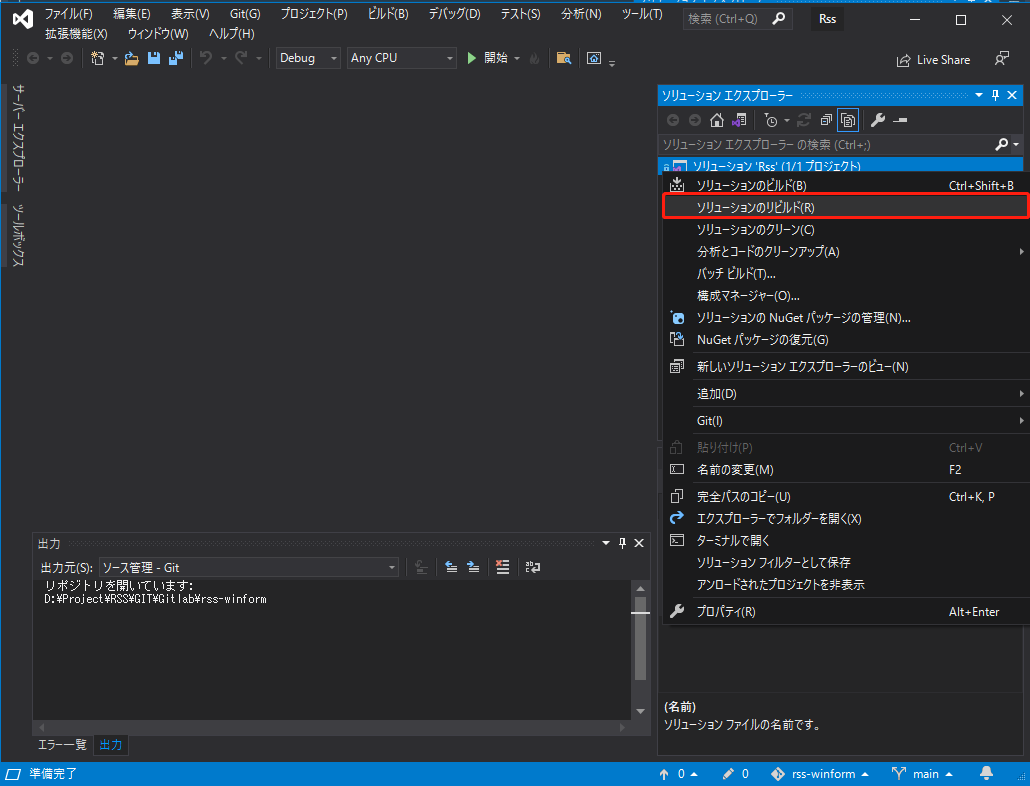 ファイル(F) 編集(E) 表示(V) Git(G) プロジェクト(P) ビルド(B) デバッグ(D) テスト(S) 分析(N) ツール(T) 検索 (Ctrl+Q) Rss
拡張機能(X) ウィンドウ(W) ヘルプ(H)
Debug Any CPU 開始 Live Share
サーバー エクスプローラー
ツールボックス
ソリューション エクスプローラー
ソリューション エクスプローラー の検索 (Ctrl+;)
ソリューション 'Rss' (1/1 プロジェクト)
ソリューションのビルド(B) Ctrl+Shift+B
ソリューションのリビルド(R)
ソリューションのクリーン(C)
分析とコードのクリーンアップ(A)
バッチ ビルド(T)...
構成マネージャー(O)...
ソリューションの NuGet パッケージの管理(N)...
NuGet パッケージの復元(G)
新しいソリューション エクスプローラーのビュー(N)
追加(D)
Git(I)
貼り付け(P) Ctrl+V
名前の変更(M) F2
完全パスのコピー(U) Ctrl+K, P
エクスプローラーでフォルダーを開く(X)
ターミナルで開く
ソリューション フィルターとして保存
アンロードされたプロジェクトを非表示
プロパティ(R) Alt+Enter
出力
出力元(S): ソース管理 - Git
リポジトリを開いています:
D:¥Project¥RSS¥GIT¥Gitlab¥rss-winform
(名前)
ソリューション ファイルの名前です。
エラー一覧 出力
準備完了 0 0 rss-winform main